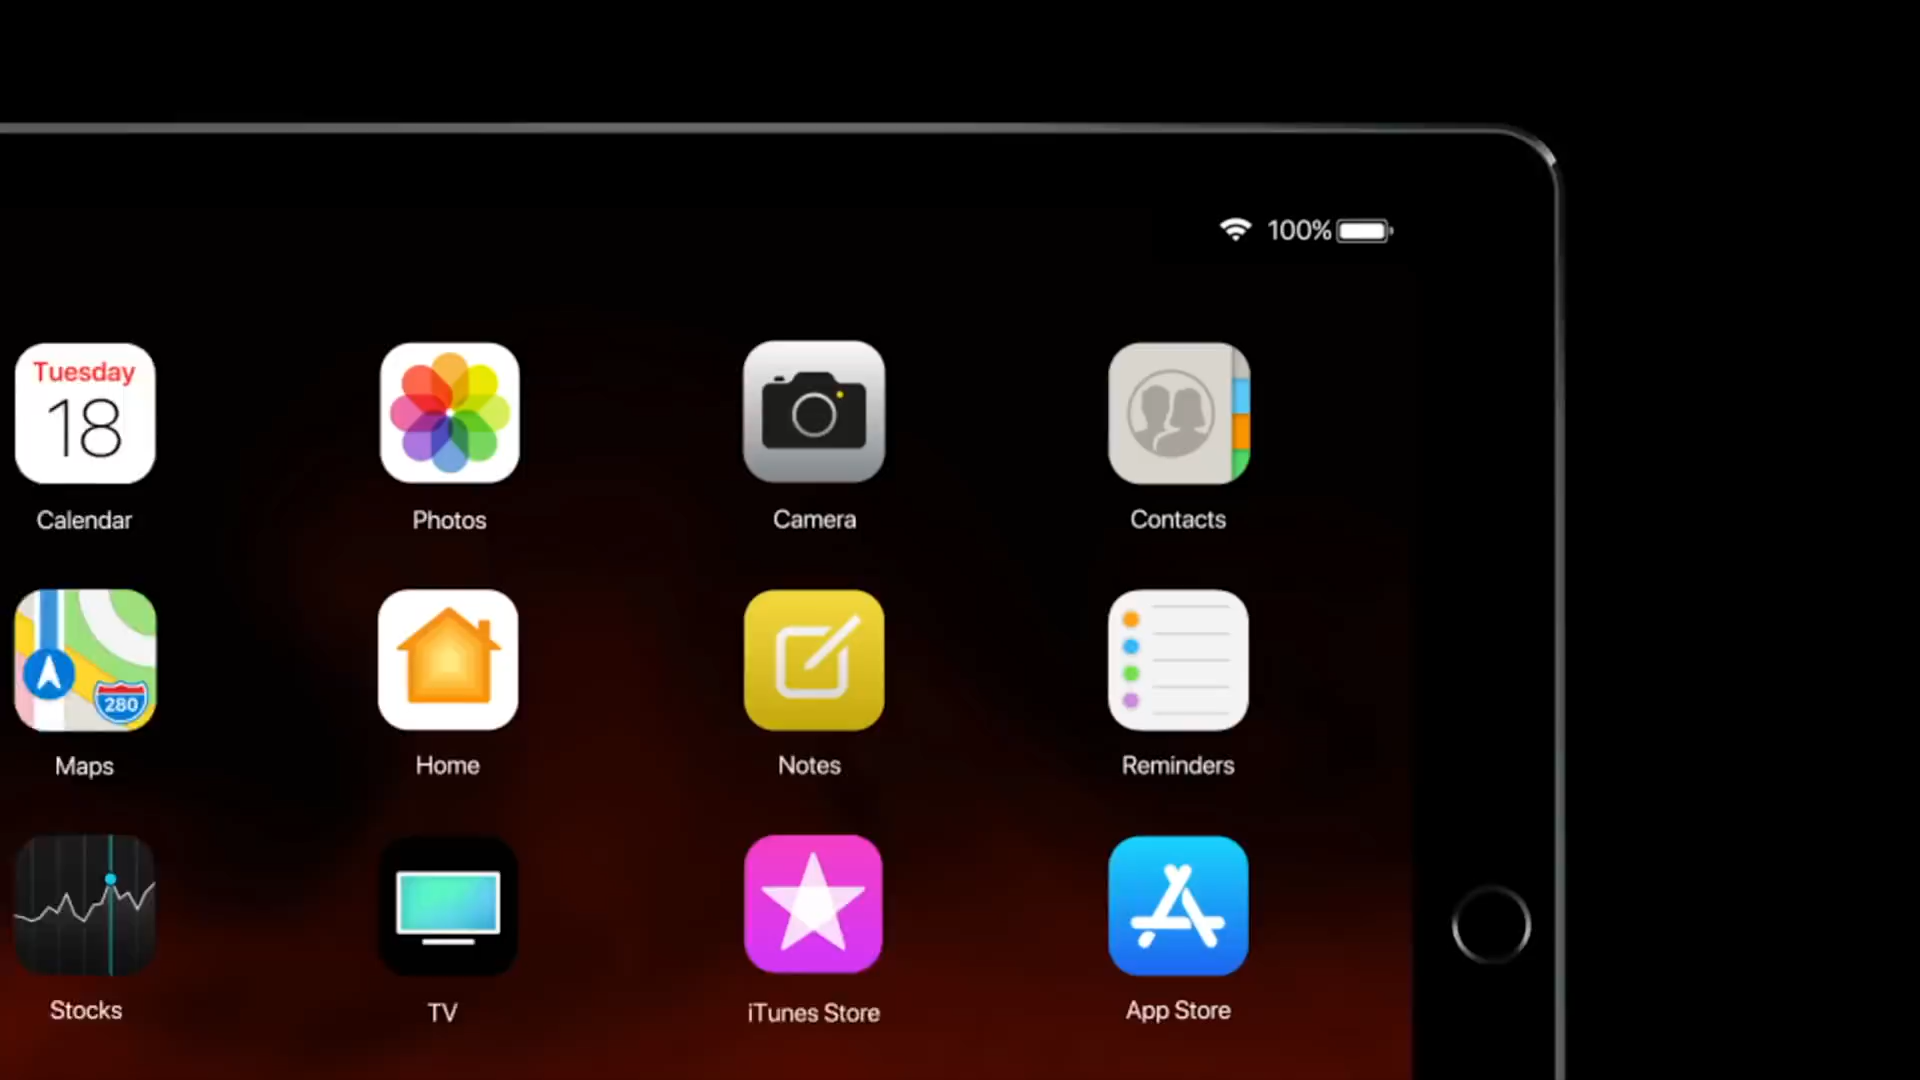 100%
Tuesday
18
Calendar
Photos
Camera
Contacts
280
Maps
Home
Notes
Reminders
Stocks
TV
iTunes Store
App Store